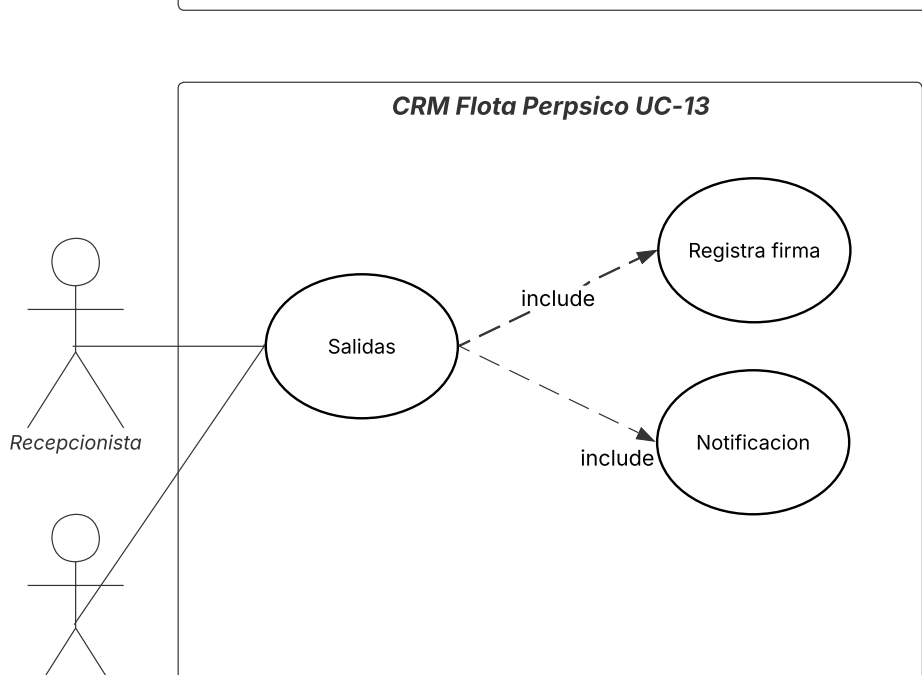 CRM Flota Perpsico UC-13
Registra firma
include
Salidas
Recepcionista
Notificacion
include